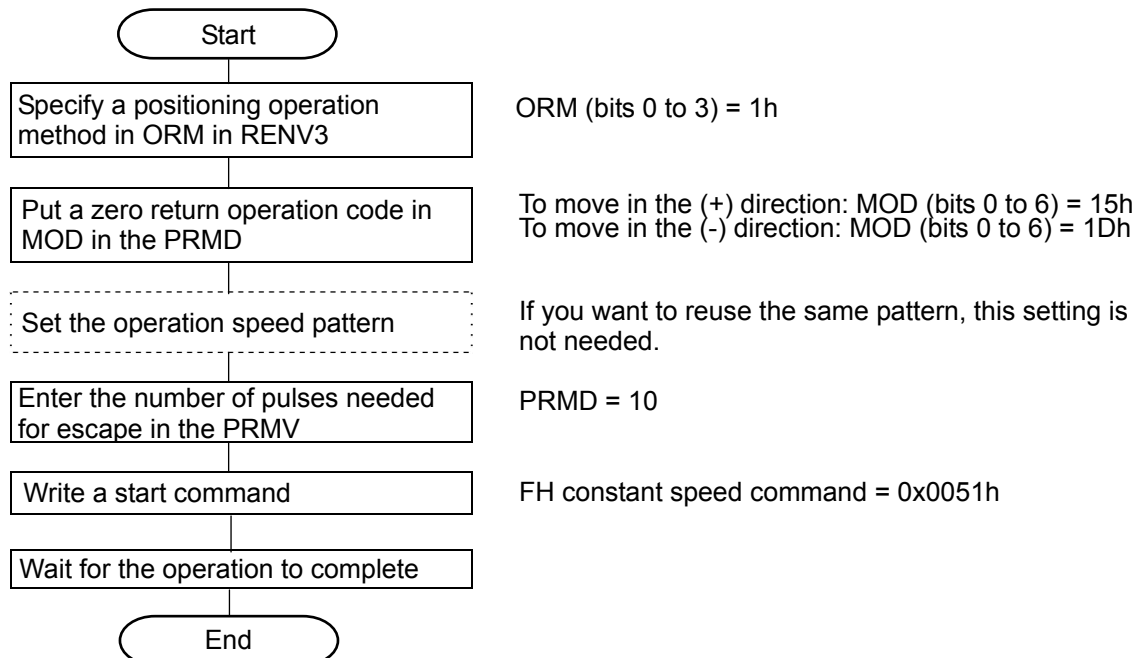 Start
Specify a positioning operation
method in ORM in RENV3
ORM (bits 0 to 3) = 1h
Put a zero return operation code in
MOD in the PRMD
To move in the (+) direction: MOD (bits 0 to 6) = 15h
To move in the (-) direction: MOD (bits 0 to 6) = 1Dh
Set the operation speed pattern
If you want to reuse the same pattern, this setting is
not needed.
Enter the number of pulses needed
for escape in the PRMV
PRMD = 10
Write a start command
FH constant speed command = 0x0051h
Wait for the operation to complete
End